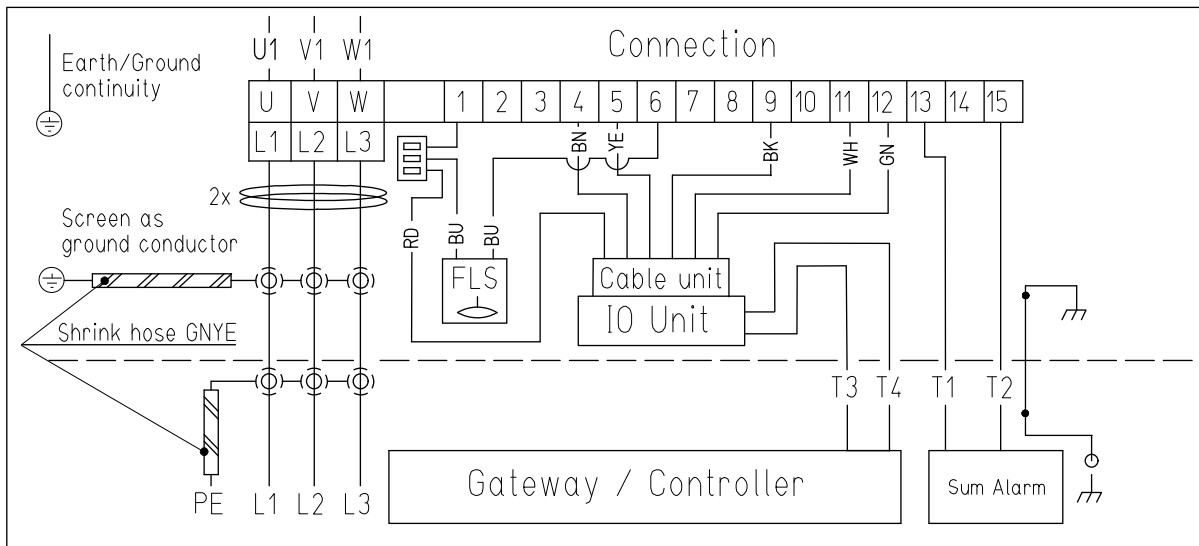 U1 V1 W1
Connection
Earth/Ground
continuity
U V W 1 2 3 4 5 6 7 8 9 10 11 12 13 14 15
L1 L2 L3
BN YE BK WH GN
2x
Screen as
ground conductor
RD BU BU
FLS
Cable unit
IO Unit
Shrink hose GNYE
T3 T4 T1 T2
Gateway / Controller
Sum Alarm
PE L1 L2 L3